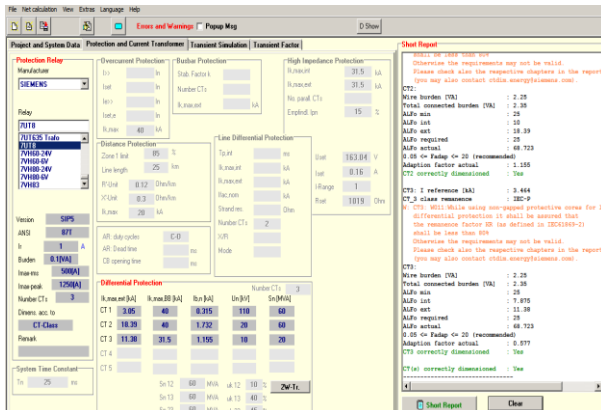 File Net calculation View Extras Language Help
Errors and Warnings Popup Msg D Show
Project and System Data Protection and Current Transformer Transient Simulation Transient Factor
Protection Relay
Manufacturer
SIEMENS
Relay
7UT8
7UT635 Trafo
7UT8
7VH60-24V
7VH60-6V
7VH80-24V
7VH80-6V
7VH83
Version SIP5
ANSI 87T
Ir 1 A
Burden 0.1[VA]
Imax-rms 500[A]
Imax-peak 1250[A]
Number CTs 3
Dimens. acc. to
CT-Class
Remark
System Time Constant
Tn 25 ms
Overcurrent Protection
I>> In
Iset In
Ie>> In
Iset,e In
Ik,max 40 kA
Busbar Protection
Stab. Factor k
Number CTs
Ik,max,ext kA
High Impedance Protection
Ik,max,int 31.5 kA
Ik,max,ext 31.5 kA
No. parall. CTs
Empfindl. Ipn 15 %
Uset 163.04 V
Iset 0.16 A
I-Range 1
Rset 1019 Ohm
Distance Protection
Zone 1 limit 85 %
Line length 25 km
R'-Unit 0.12 Ohm/km
X'-Unit 0.3 Ohm/km
Ik,max 20 kA
AR: duty cycles C-O
AR: Dead time ms
CB opening time ms
Line Differential Protection
Tp,int ms
Ik,max,int kA
Ik,max,ext kA
Number CTs 2
X/R
Mode
Differential Protection
Number CTs 3
Ik,max,ext [kA] Ik,max,BB [kA] Ib,n [kA] Un [kV] Sn [MVA]
CT 1 3.05 40 0.315 110 60
CT 2 10.39 40 1.732 20 60
CT 3 11.38 31.5 1.155 10 20
CT 4
CT 5
Sn 12 60 MVA uk 12 10 %
Sn 13 60 MVA uk 13 40 %
ZW-Tr.
Short Report
shall be less than 80%
Otherwise the requirements may not be valid.
Please check also the respective chapters in the report
(you may also contact ctdim.energy@siemens.com).
CT2:
Wire burden [VA] : 2.25
Total connected burden [VA] : 2.35
ALFo min : 25
ALFo int : 10
ALFo ext : 10.39
ALFo required : 25
ALFo actual : 68.723
0.05 <= Fadap <= 20 (recommended)
Adaption factor actual : 1.155
CT2 correctly dimensioned : Yes
CT3: I reference [kA] : 3.464
CT_3 class remanence : IEC-P
W: CT3. W011:While using non-gapped protective cores for
differential protection it shall be assured that
the remanence factor KR (as defined in IEC61869-2)
shall be less than 80%
Otherwise the requirements may not be valid.
Please check also the respective chapters in the report
(you may also contact ctdim.energy@siemens.com).
CT3:
Wire burden [VA] : 2.25
Total connected burden [VA] : 2.35
ALFo min : 25
ALFo int : 7.875
ALFo ext : 11.38
ALFo required : 25
ALFo actual : 68.723
0.05 <= Fadap <= 20 (recommended)
Adaption factor actual : 0.577
CT3 correctly dimensioned : Yes
CT(s) correctly dimensioned : Yes
Short Report Clear